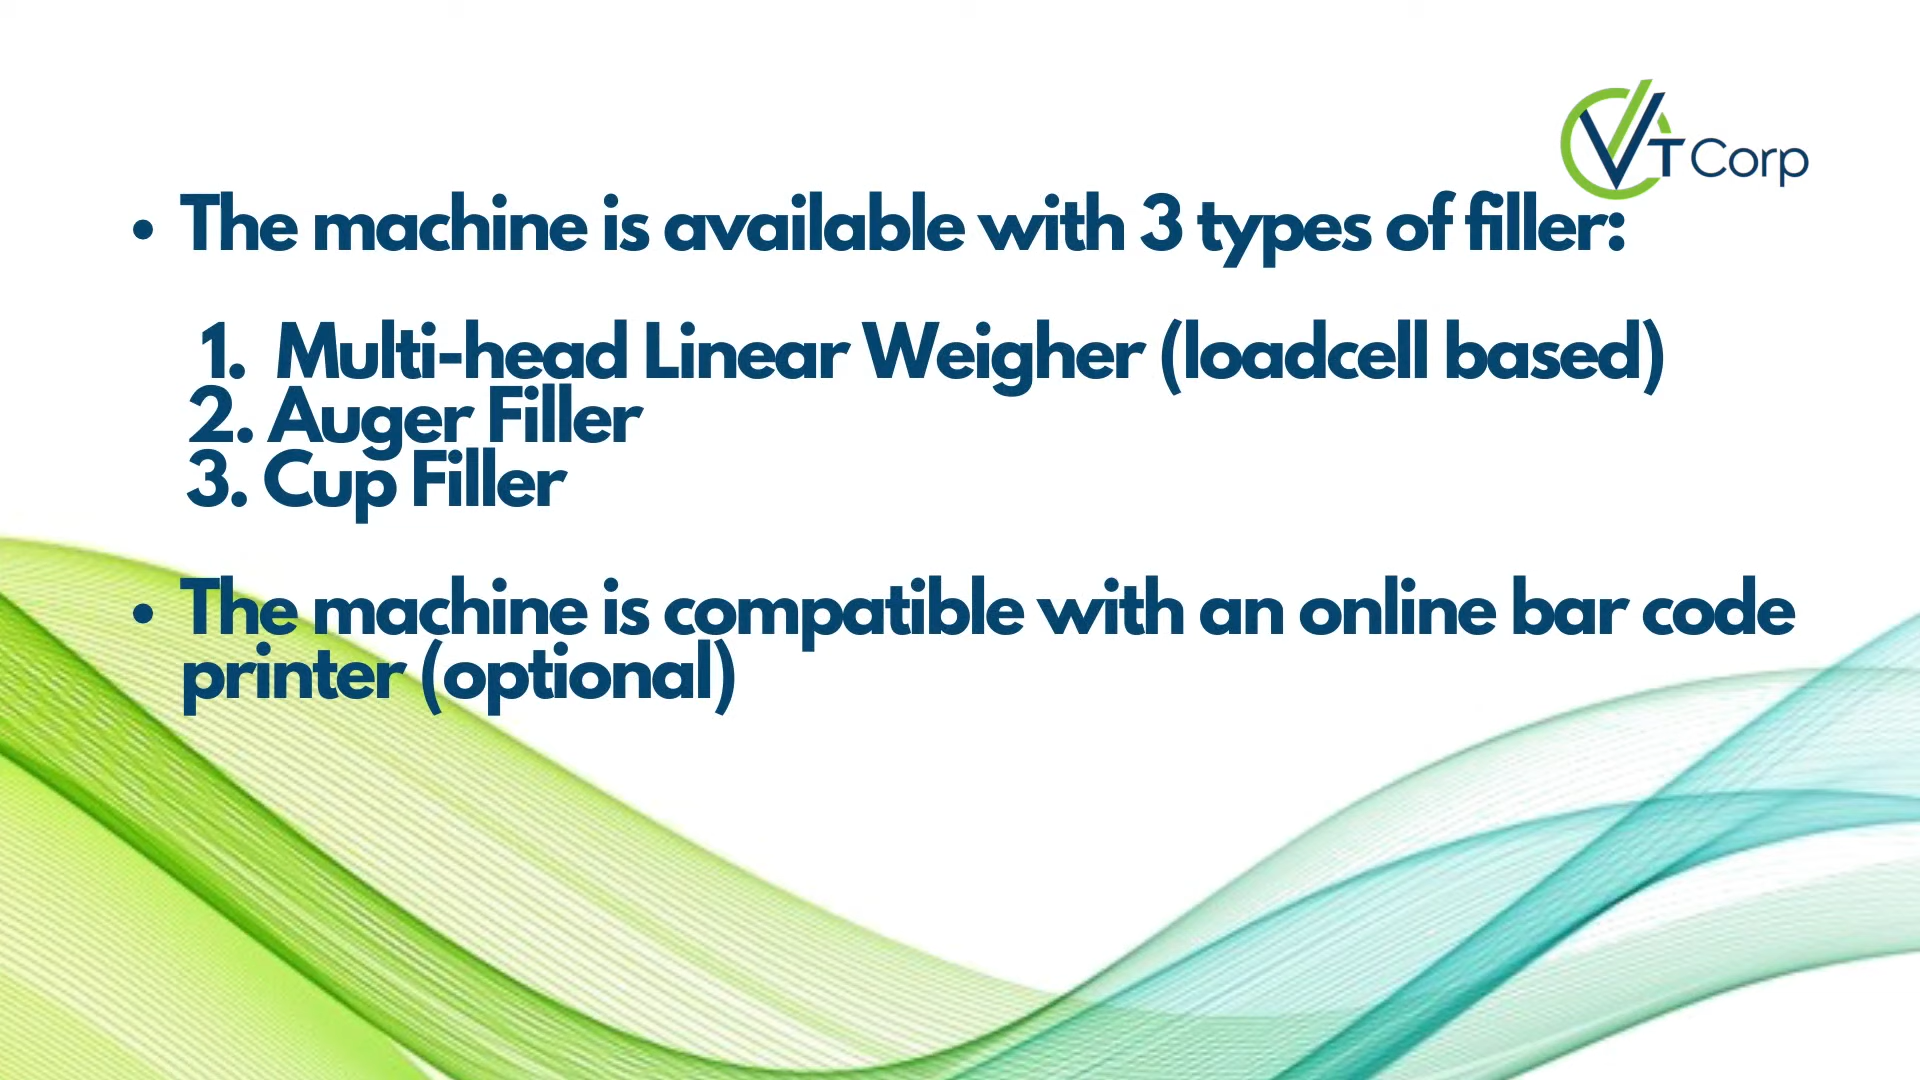 VT Corp
• The machine is available with 3 types of filler:
1. Multi-head Linear Weigher (loadcell based)
2. Auger Filler
3. Cup Filler
• The machine is compatible with an online bar code
printer (optional)